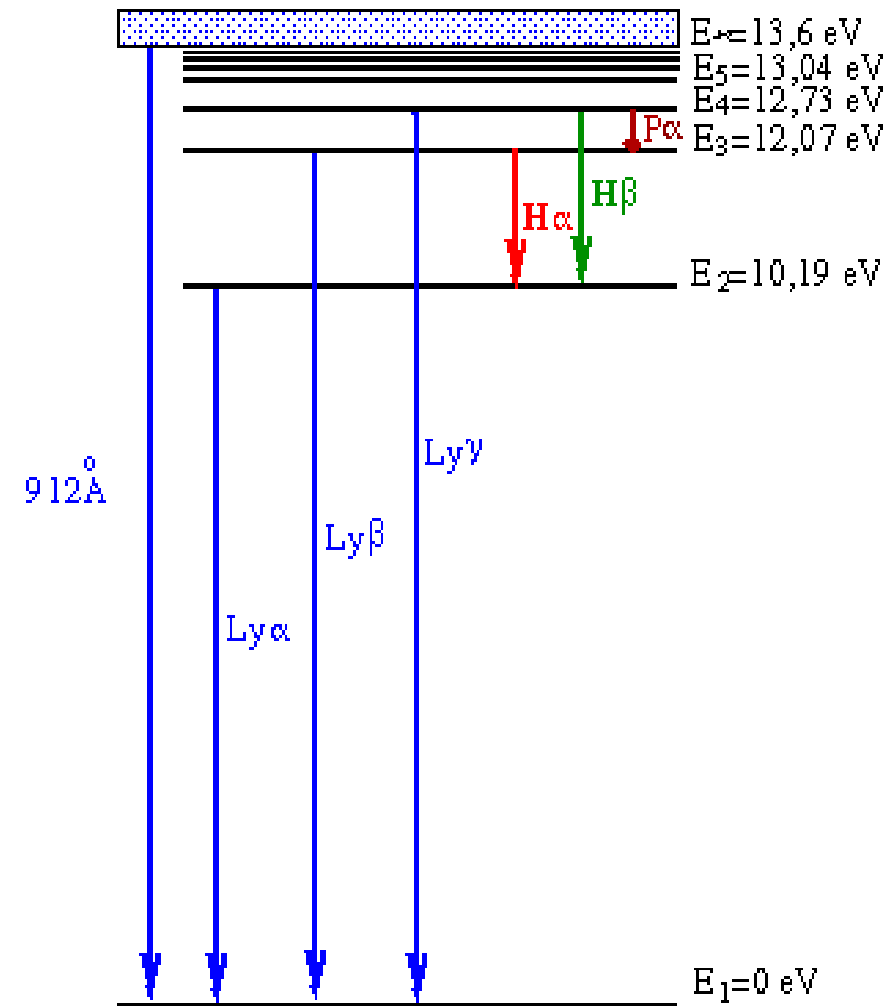 E∞=13,6 eV
E5=13,04 eV
E4=12,73 eV
Pα
E3=12,07 eV
Hβ
Hα
E2=10,19 eV
Lyγ
912Å
Lyβ
Lyα
E1=0 eV